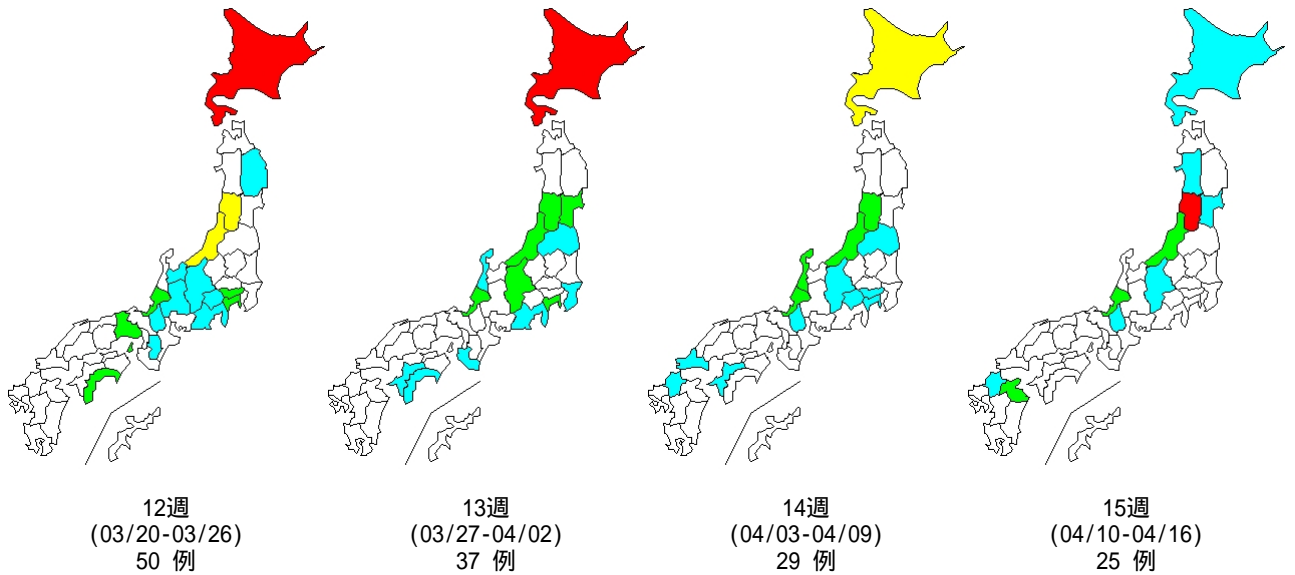 12週
(03/20-03/26)
50 例
13週
(03/27-04/02)
37 例
14週
(04/03-04/09)
29 例
15週
(04/10-04/16)
25 例